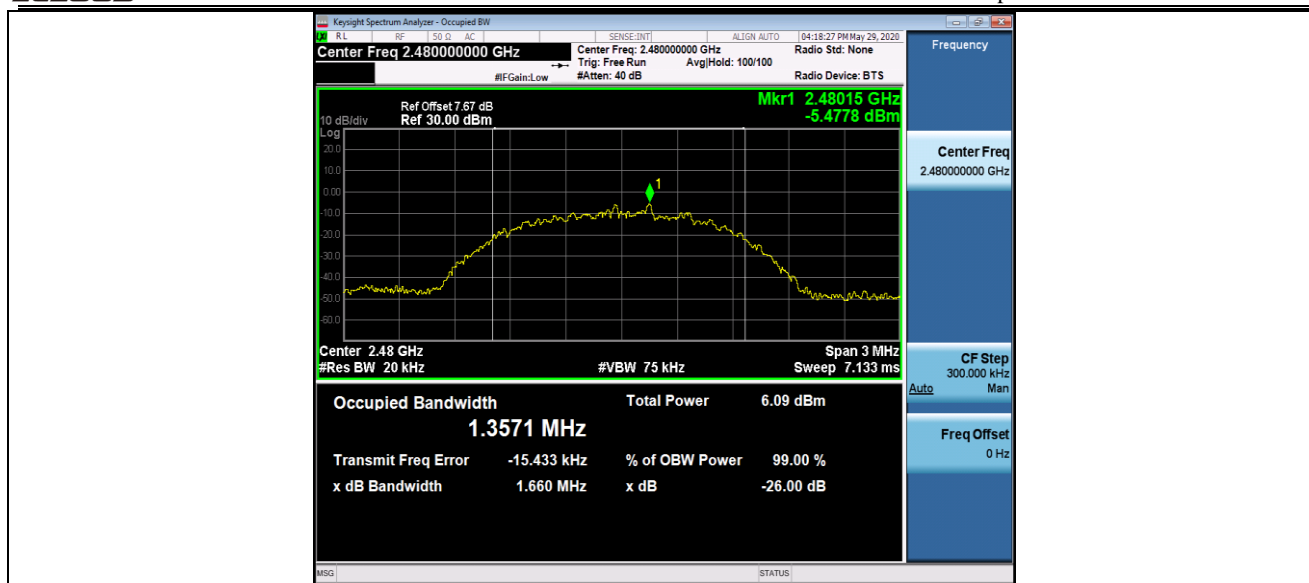 Keysight Spectrum Analyzer - Occupied BW
RL RF 50 Ω AC SENSE:INT ALIGN AUTO 04:18:27 PM May 29, 2020
Center Freq 2.480000000 GHz
Center Freq: 2.480000000 GHz Radio Std: None
Trig: Free Run Avg|Hold: 100/100
#IFGain:Low #Atten: 40 dB Radio Device: BTS
Frequency
Mkr1 2.48015 GHz
-5.4778 dBm
Ref Offset 7.67 dB
10 dB/div Ref 30.00 dBm
Log
20.0
10.0
0.00
-10.0
-20.0
-30.0
-40.0
-50.0
-60.0
1
Center 2.48 GHz Span 3 MHz
#Res BW 20 kHz #VBW 75 kHz Sweep 7.133 ms
Center Freq
2.480000000 GHz
CF Step
300.000 kHz
Auto Man
Freq Offset
0 Hz
Occupied Bandwidth Total Power 6.09 dBm
1.3571 MHz
Transmit Freq Error -15.433 kHz % of OBW Power 99.00 %
x dB Bandwidth 1.660 MHz x dB -26.00 dB
MSG STATUS